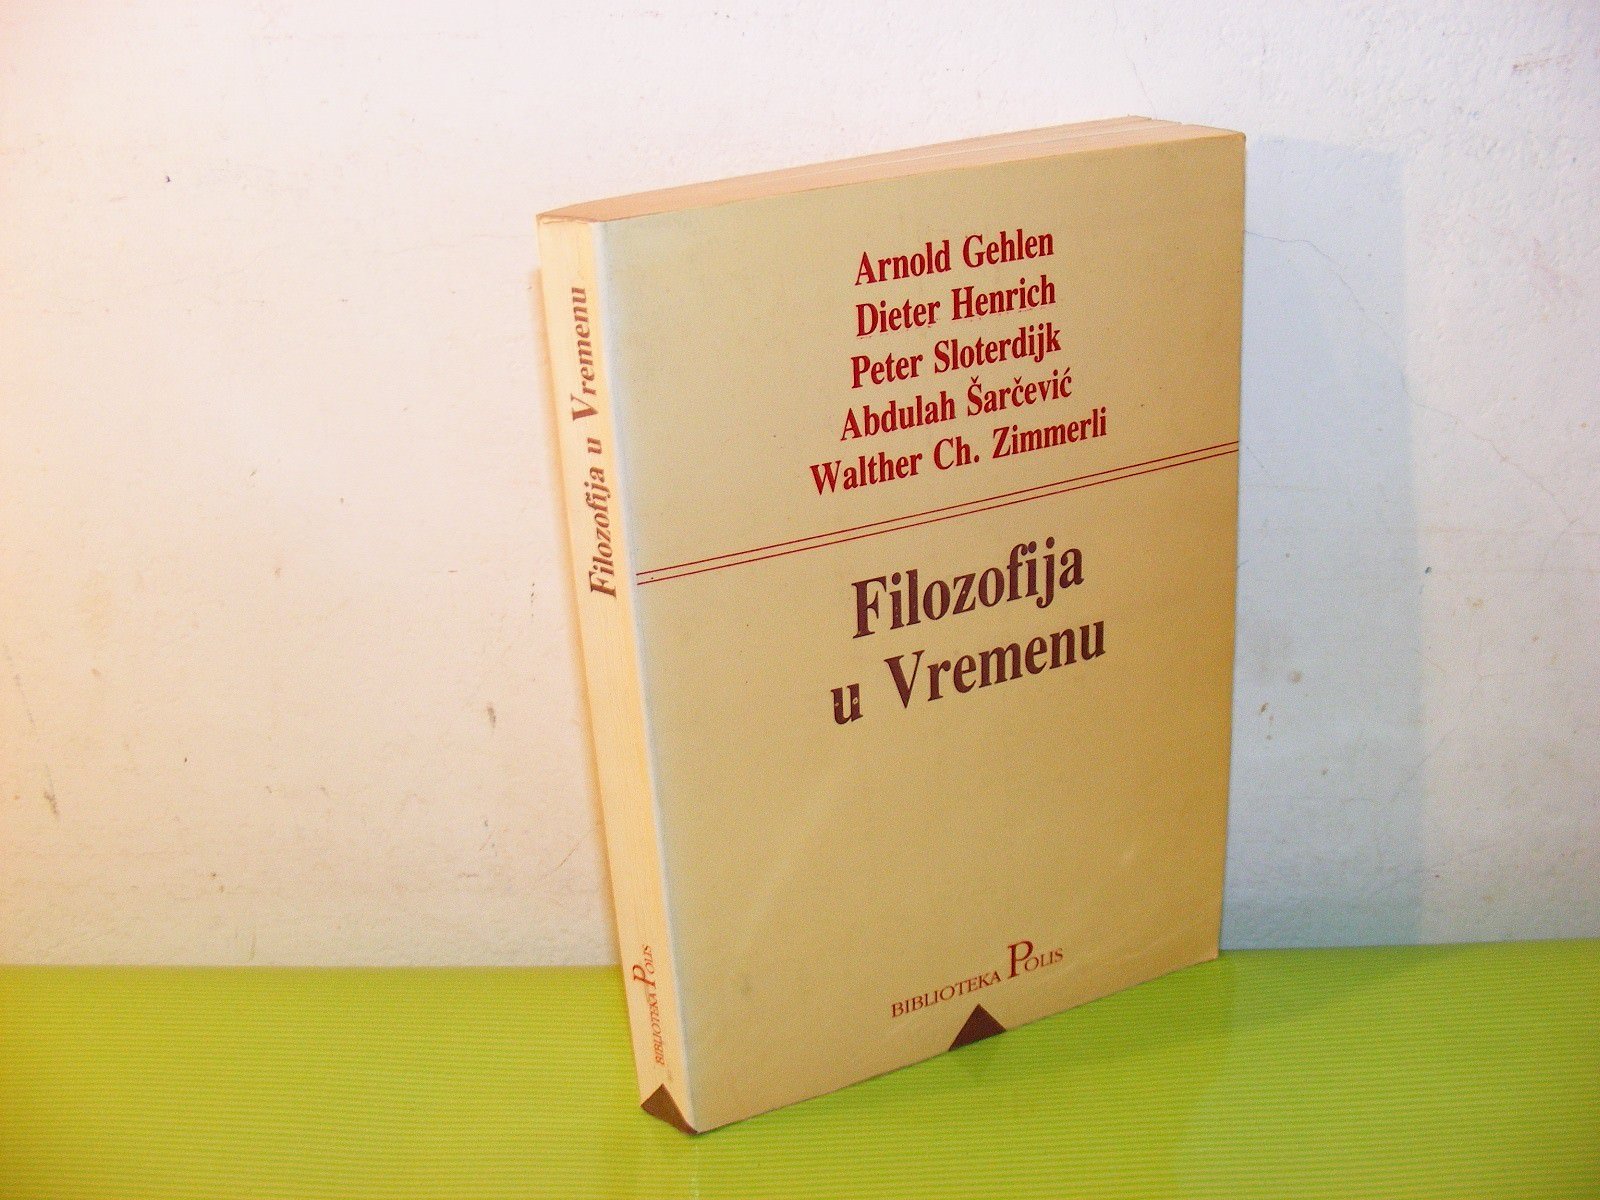 Arnold Gehlen
Dieter Henrich
Peter Sloterdijk
Abdulah Šarčević
Walther Ch. Zimmerli
Filozofija
u Vremenu
BIBLIOTEKA POLIS
Filozofija u Vremenu
BIBLIOTEKA POLIS